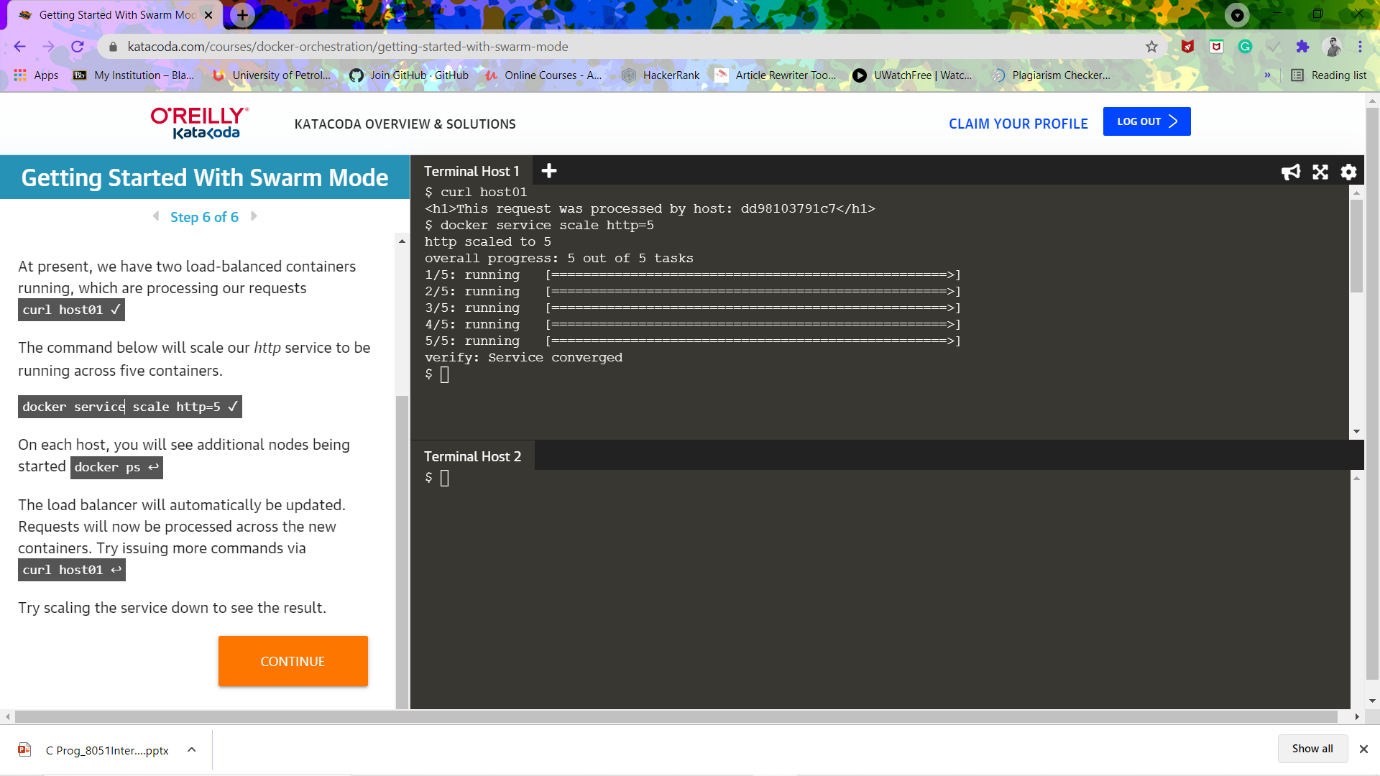 Getting Started With Swarm Mod
katacoda.com/courses/docker-orchestration/getting-started-with-swarm-mode
Apps
Bb
My Institution – Bla...
University of Petrol...
Join GitHub · GitHub
Online Courses - A...
HackerRank
Article Rewriter Too...
UWatchFree | Watc...
Plagiarism Checker...
»
Reading list
O'REILLY®
Katacoda
KATACODA OVERVIEW & SOLUTIONS
CLAIM YOUR PROFILE
LOG OUT
Getting Started With Swarm Mode
Step 6 of 6
At present, we have two load-balanced containers
running, which are processing our requests
curl host01 ✓
The command below will scale our http service to be
running across five containers.
docker service scale http=5 ✓
On each host, you will see additional nodes being
started docker ps ↩
The load balancer will automatically be updated.
Requests will now be processed across the new
containers. Try issuing more commands via
curl host01 ↩
Try scaling the service down to see the result.
CONTINUE
Terminal Host 1
$ curl host01
<h1>This request was processed by host: dd98103791c7</h1>
$ docker service scale http=5
http scaled to 5
overall progress: 5 out of 5 tasks
1/5: running   [==================================================>]
2/5: running   [==================================================>]
3/5: running   [==================================================>]
4/5: running   [==================================================>]
5/5: running   [==================================================>]
verify: Service converged
$
Terminal Host 2
$
C Prog_8051Inter....pptx
Show all